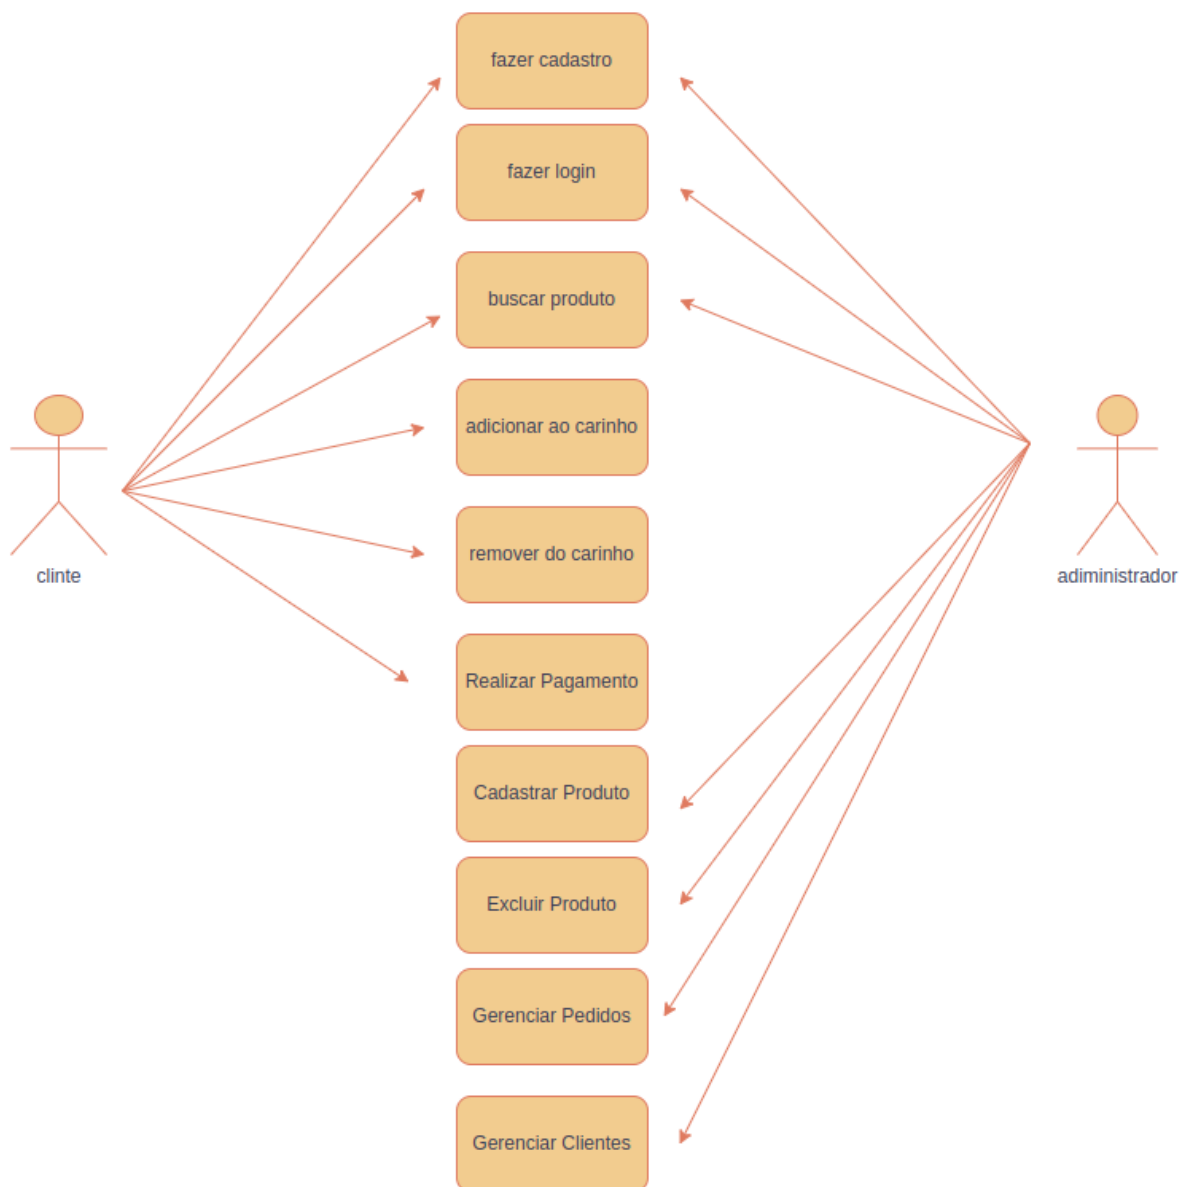 fazer cadastro
fazer login
buscar produto
adicionar ao carinho
remover do carinho
clinte
adiministrador
Realizar Pagamento
Cadastrar Produto
Excluir Produto
Gerenciar Pedidos
Gerenciar Clientes